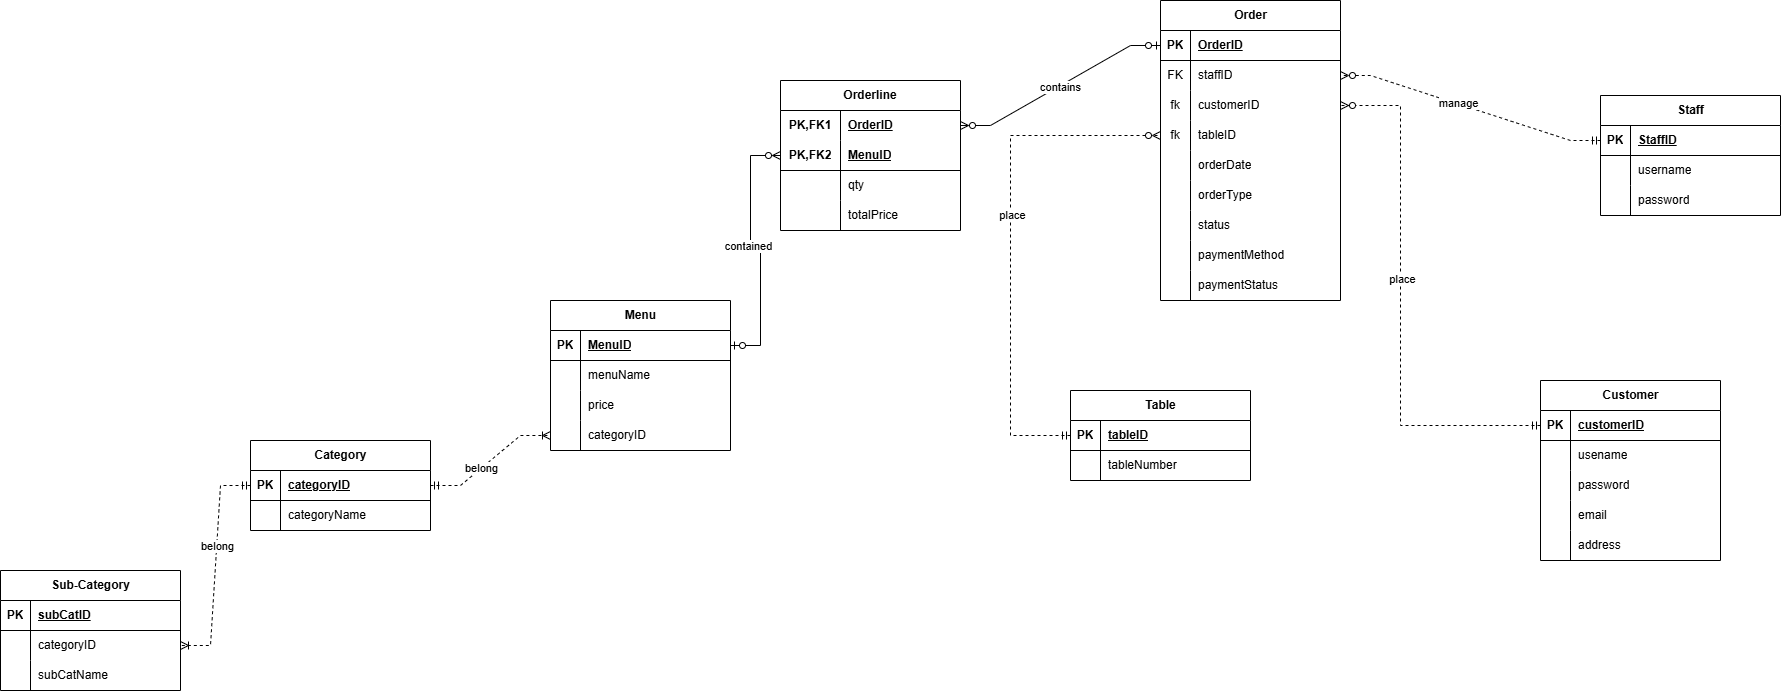 Order
PK OrderID
FK staffID
fk customerID
fk tableID
orderDate
orderType
status
paymentMethod
paymentStatus
contains
manage
place
place
Orderline
PK,FK1 OrderID
PK,FK2 MenuID
qty
totalPrice
Staff
PK StaffID
username
password
contained
Menu
PK MenuID
menuName
price
categoryID
Table
PK tableID
tableNumber
Customer
PK customerID
usename
password
email
address
belong
Category
PK categoryID
categoryName
belong
Sub-Category
PK subCatID
categoryID
subCatName